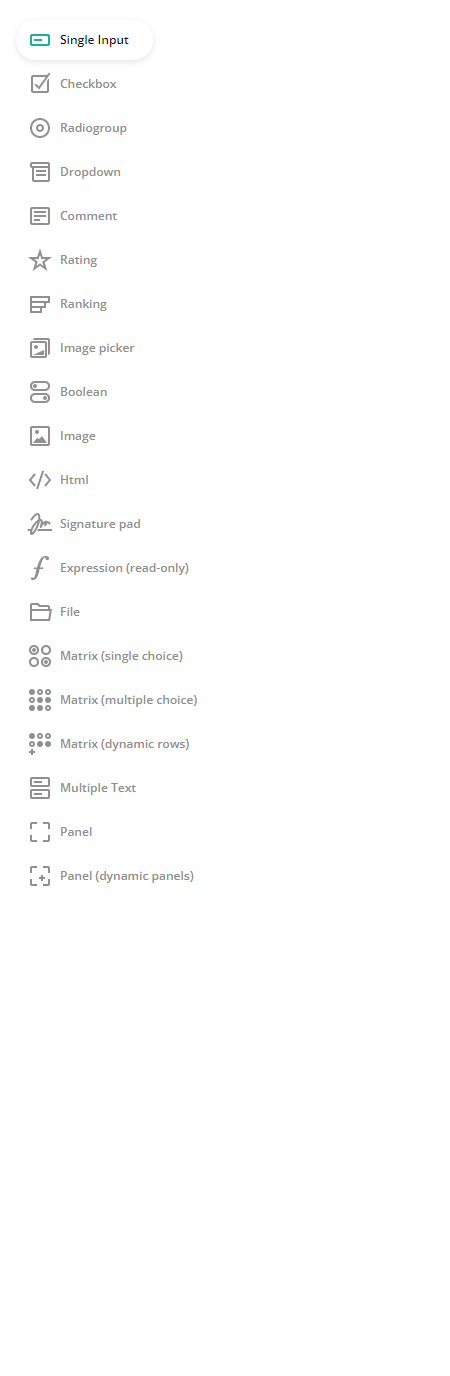 Single Input
Checkbox
Radiogroup
Dropdown
Comment
Rating
Ranking
Image picker
Boolean
Image
Html
Signature pad
Expression (read-only)
File
Matrix (single choice)
Matrix (multiple choice)
Matrix (dynamic rows)
Multiple Text
Panel
Panel (dynamic panels)